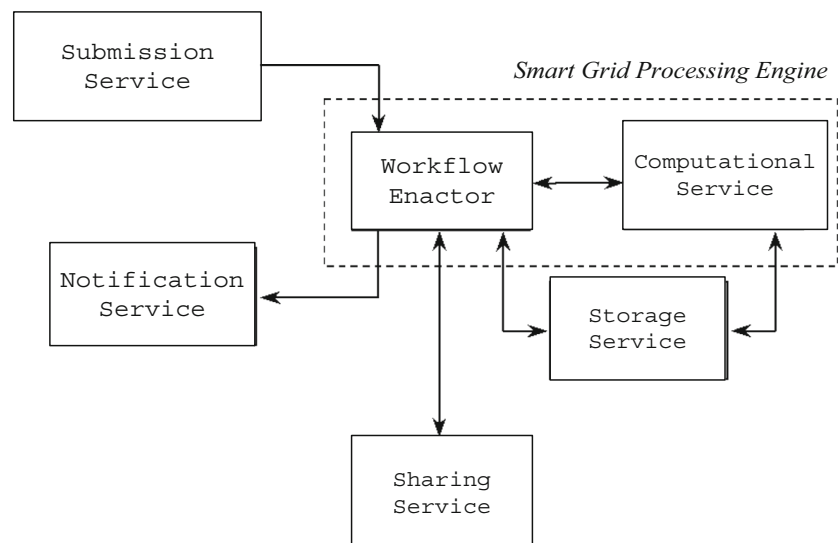 Submission
Service
Smart Grid Processing Engine
Workflow
Enactor
Computational
Service
Notification
Service
Storage
Service
Sharing
Service